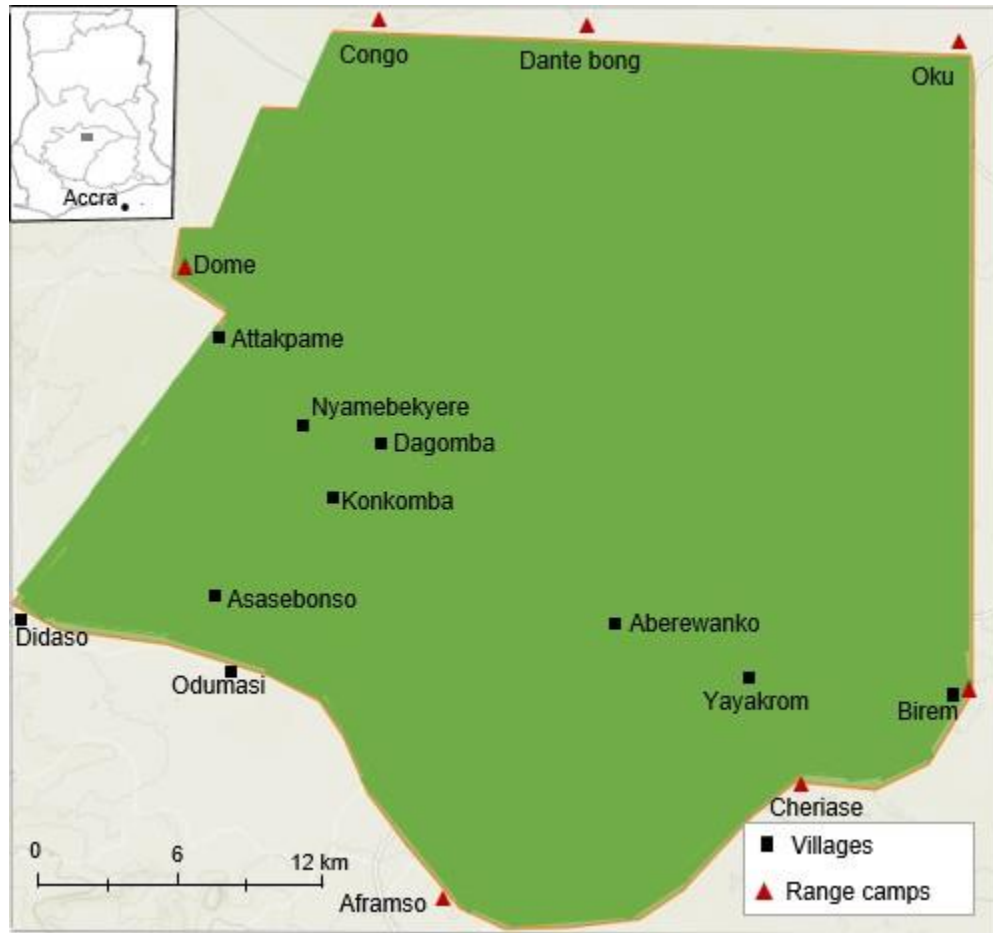 Congo
Dante bong
Oku
Accra
Dome
Attakpame
Nyamebekyere
Dagomba
Konkomba
Asasebonso
Didaso
Aberewanko
Odumasi
Yayakrom
Birem
Cheriase
0 6 12 km
Villages
Aframso
Range camps